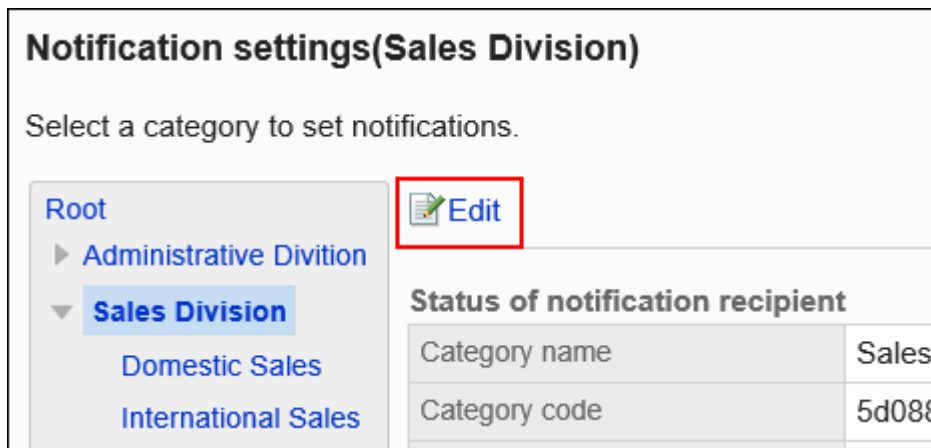 Notification settings(Sales Division)
Select a category to set notifications.
Root
Edit
Administrative Divition
Sales Division
Domestic Sales
International Sales
Status of notification recipient
Category name
Sales
Category code
5d088